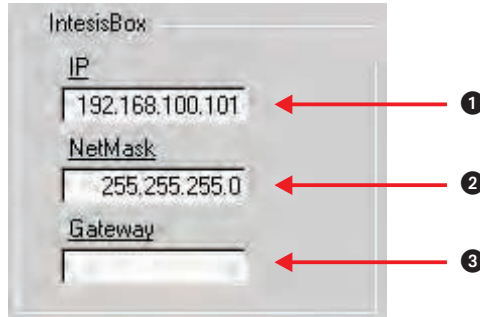 IntesisBox
IP
192.168.100.101
1
NetMask
255.255.255.0
2
Gateway
3